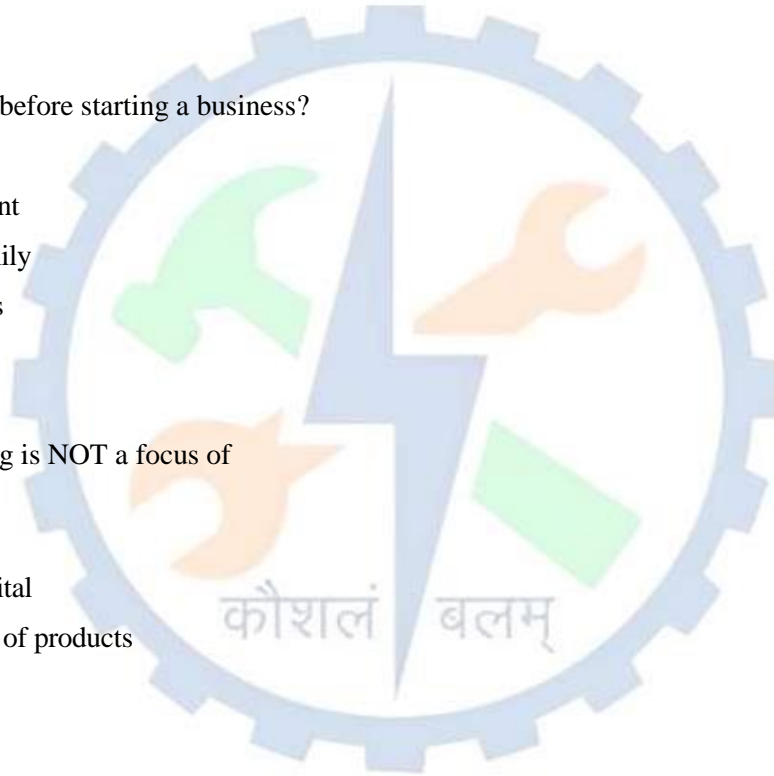 before starting a business?
nt
ily
s
g is NOT a focus of
ital
of products
कौशलं बलम्